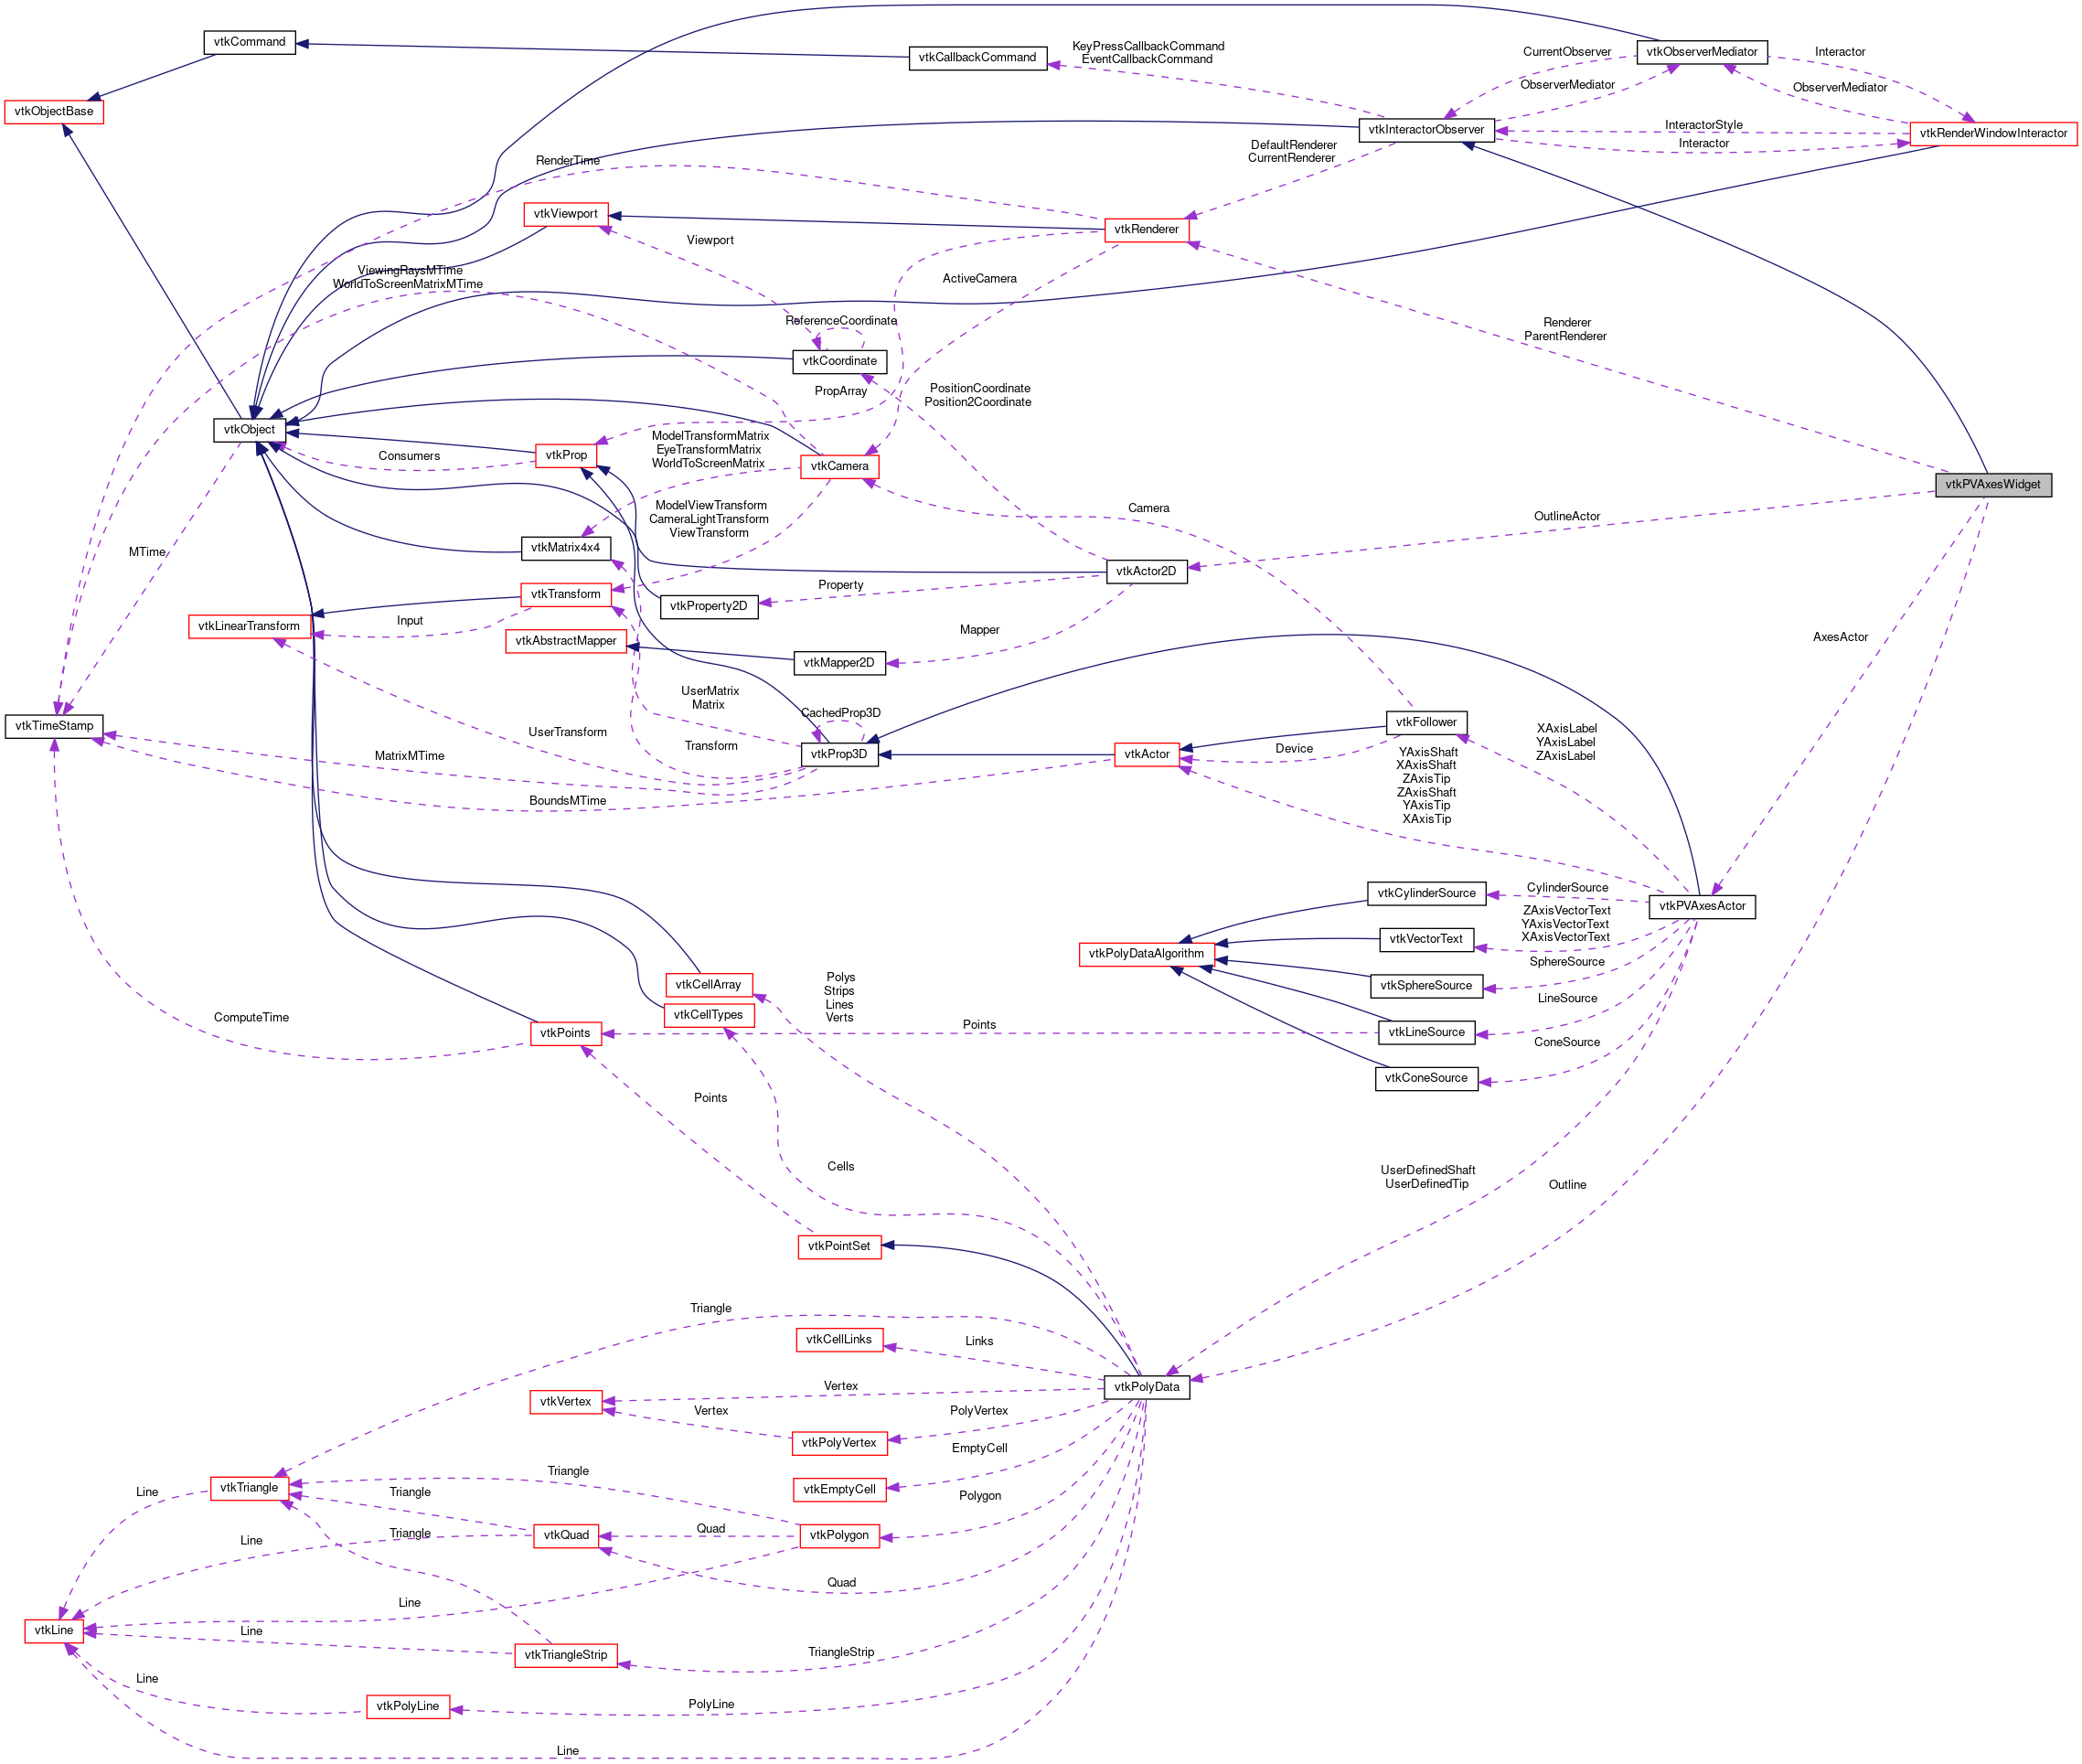 vtkCommand
vtkCallbackCommand
KeyPressCallbackCommand
EventCallbackCommand
CurrentObserver
vtkObserverMediator
Interactor
vtkObjectBase
ObserverMediator
ObserverMediator
vtkInteractorObserver
InteractorStyle
Interactor
vtkRenderWindowInteractor
RenderTime
DefaultRenderer
CurrentRenderer
vtkViewport
vtkRenderer
Viewport
ViewingRaysMTime
WorldToScreenMatrixMTime
ActiveCamera
ReferenceCoordinate
Renderer
ParentRenderer
vtkCoordinate
PropArray
PositionCoordinate
Position2Coordinate
vtkObject
Consumers
vtkProp
ModelTransformMatrix
EyeTransformMatrix
WorldToScreenMatrix
vtkCamera
vtkPVAxesWidget
MTime
vtkMatrix4x4
ModelViewTransform
CameraLightTransform
ViewTransform
Camera
OutlineActor
vtkActor2D
vtkTransform
vtkProperty2D
Property
vtkLinearTransform
Input
vtkAbstractMapper
Mapper
vtkMapper2D
AxesActor
UserMatrix
Matrix
CachedProp3D
vtkTimeStamp
UserTransform
Transform
vtkFollower
XAxisLabel
YAxisLabel
ZAxisLabel
MatrixMTime
vtkProp3D
vtkActor
Device
YAxisShaft
XAxisShaft
ZAxisTip
ZAxisShaft
YAxisTip
XAxisTip
BoundsMTime
vtkCylinderSource
CylinderSource
vtkPVAxesActor
ZAxisVectorText
YAxisVectorText
XAxisVectorText
vtkVectorText
vtkPolyDataAlgorithm
SphereSource
vtkSphereSource
vtkCellArray
Polys
Strips
Lines
Verts
LineSource
vtkCellTypes
ComputeTime
vtkPoints
Points
vtkLineSource
ConeSource
vtkConeSource
Points
Cells
UserDefinedShaft
UserDefinedTip
Outline
vtkPointSet
Triangle
vtkCellLinks
Links
vtkPolyData
vtkVertex
Vertex
Vertex
vtkPolyVertex
PolyVertex
EmptyCell
vtkEmptyCell
vtkTriangle
Line
Triangle
Triangle
Polygon
Line
Triangle
vtkQuad
Quad
vtkPolygon
Quad
Line
vtkLine
Line
vtkTriangleStrip
TriangleStrip
Line
vtkPolyLine
PolyLine
Line